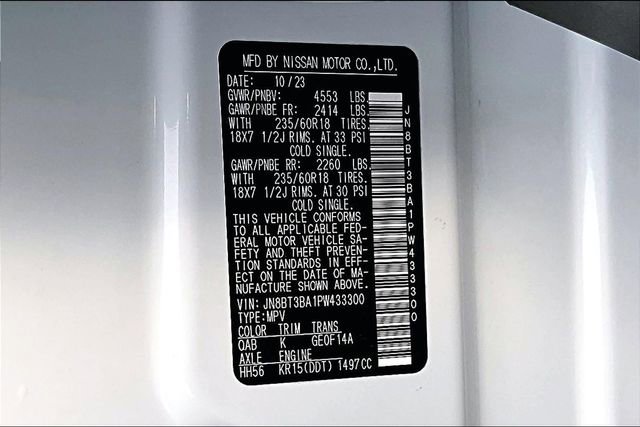 MFD BY NISSAN MOTOR CO.,LTD.
DATE: 10/23
GVWR/PNBV: 4553 LBS.
GAWR/PNBE FR: 2414 LBS.
WITH 235/60R18 TIRES.
18X7 1/2J RIMS. AT 33 PSI
COLD SINGLE.
GAWR/PNBE RR: 2260 LBS.
WITH 235/60R18 TIRES.
18X7 1/2J RIMS. AT 30 PSI
COLD SINGLE.
THIS VEHICLE CONFORMS
TO ALL APPLICABLE FED-
ERAL MOTOR VEHICLE SA-
FETY AND THEFT PREVEN-
TION STANDARDS IN EFF-
ECT ON THE DATE OF MA-
NUFACTURE SHOWN ABOVE.
VIN: JN8BT3BA1PW433300
TYPE:MPV
COLOR TRIM TRANS
QAB K GE0F14A
AXLE ENGINE
HH56 KR15(DDT) 1497CC
JN8BT3BA1PW433300